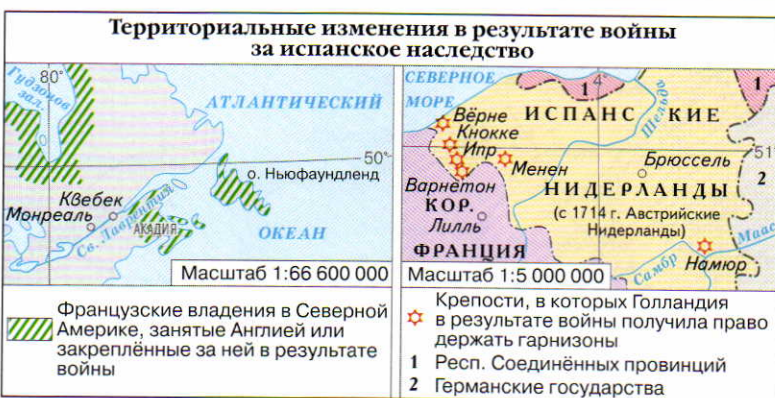 Территориальные изменения в результате войны
за испанское наследство
80°
Гудзонов
зал.
АТЛАНТИЧЕСКИЙ
50°
о. Ньюфаундленд
Квебек
Монреаль
Св. Лаврентия
АКАДИЯ
ОКЕАН
Масштаб 1:66 600 000
Французские владения в Северной
Америке, занятые Англией или
закреплённые за ней в результате
войны
СЕВЕРНОЕ
МОРЕ
4°
1
1
Вёрне
ИСПАНСКИЕ
Кнокке
Шельда
Ипр
51°
Менен
Брюссель
2
Варнетон
НИДЕРЛАНДЫ
КОР.
(с 1714 г. Австрийские
Нидерланды)
Лилль
ФРАНЦИЯ
Самбр
Маас
Намюр
Масштаб 1:5 000 000
Крепости, в которых Голландия
в результате войны получила право
держать гарнизоны
1 Респ. Соединённых провинций
2 Германские государства